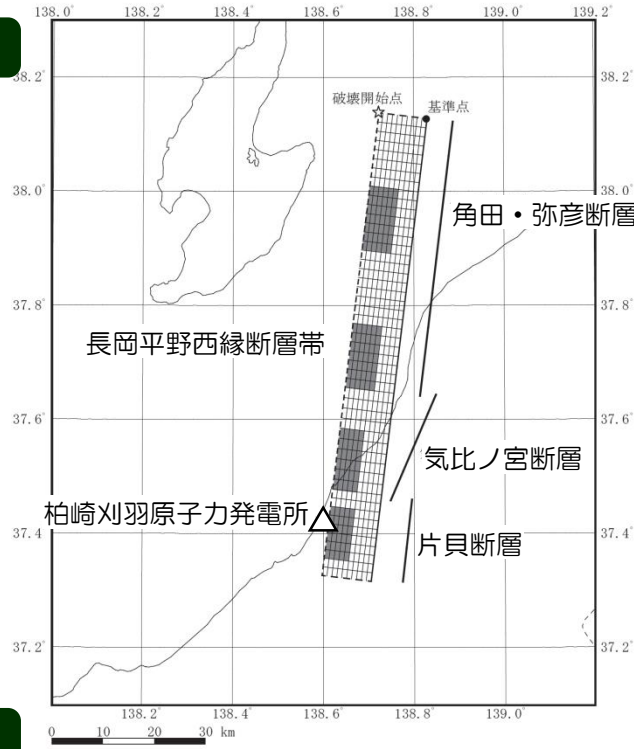 138.0° 138.2° 138.4° 138.6° 138.8° 139.0° 139.2°
38.2° 38.2°
破壊開始点
基準点
38.0° 38.0°
角田・弥彦断層
37.8° 37.8°
長岡平野西縁断層帯
37.6° 37.6°
気比ノ宮断層
柏崎刈羽原子力発電所
37.4° 37.4°
片貝断層
37.2° 37.2°
138.2° 138.4° 138.6° 138.8° 139.0°
0 10 20 30 km